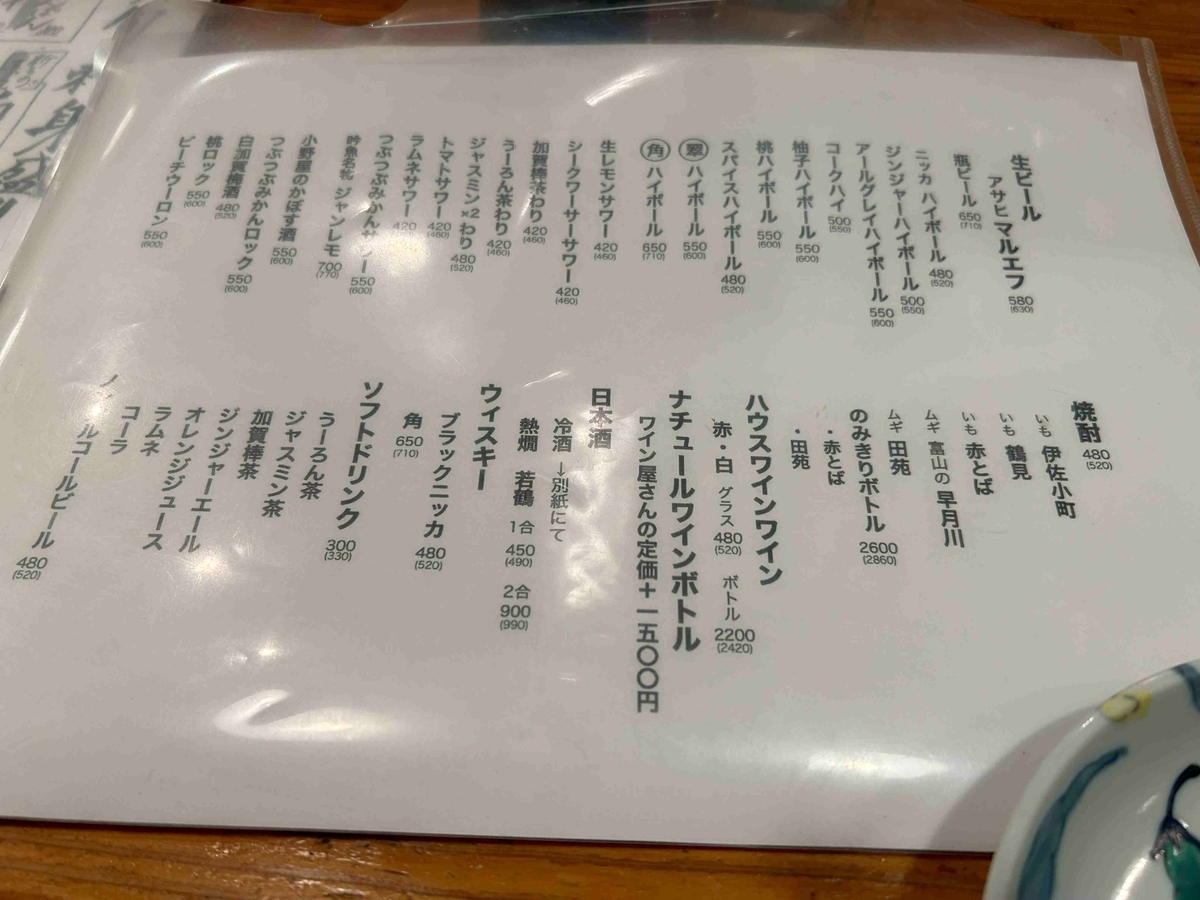 生ビール
アサヒマルエフ 580 (630)
瓶ビール 650 (710)
ニッカ ハイボール 480 (520)
ジンジャーハイボール 500 (550)
アールグレイハイボール 550 (600)
コークハイ 500 (550)
柚子ハイボール 550 (600)
桃ハイボール 550 (600)
スパイスハイボール 480 (520)
翠ハイボール 550 (600)
角ハイボール 650 (710)
生レモンサワー 420 (460)
シークワーサーサワー 420 (460)
加賀棒茶わり 420 (460)
うーろん茶わり 420 (460)
ジャスミン×2わり 480 (520)
トマトサワー 420 (460)
ラムネサワー 420
つぶつぶみかんサワー 550 (600)
吟魚名物 ジャンレモ 700 (770)
小野屋のかぼす酒 550 (600)
つぶつぶみかんロック 550 (600)
白加賀梅酒 480 (520)
桃ロック 550 (600)
ピーチウーロン 550 (600)
焼酎 480 (520)
いも 伊佐小町
いも 鶴見
いも 赤とば
ムギ 富山の 早月川
ムギ 田苑
のみきりボトル 2600 (2860)
・赤とば
・田苑
ハウスワインワイン
赤・白 グラス 480 (520) ボトル 2200 (2420)
ナチュールワインボトル
ワイン屋さんの定価＋一五〇〇円
日本酒
冷酒 →別紙にて
熱燗 若鶴 1合 450 (490) 2合 900 (990)
ウィスキー
ブラックニッカ 480 (520)
角 650 (710)
ソフトドリンク 300 (330)
うーろん茶
ジャスミン茶
加賀棒茶
ジンジャーエール
オレンジジュース
ラムネ
コーラ
ノンアルコールビール 480 (520)
身盛